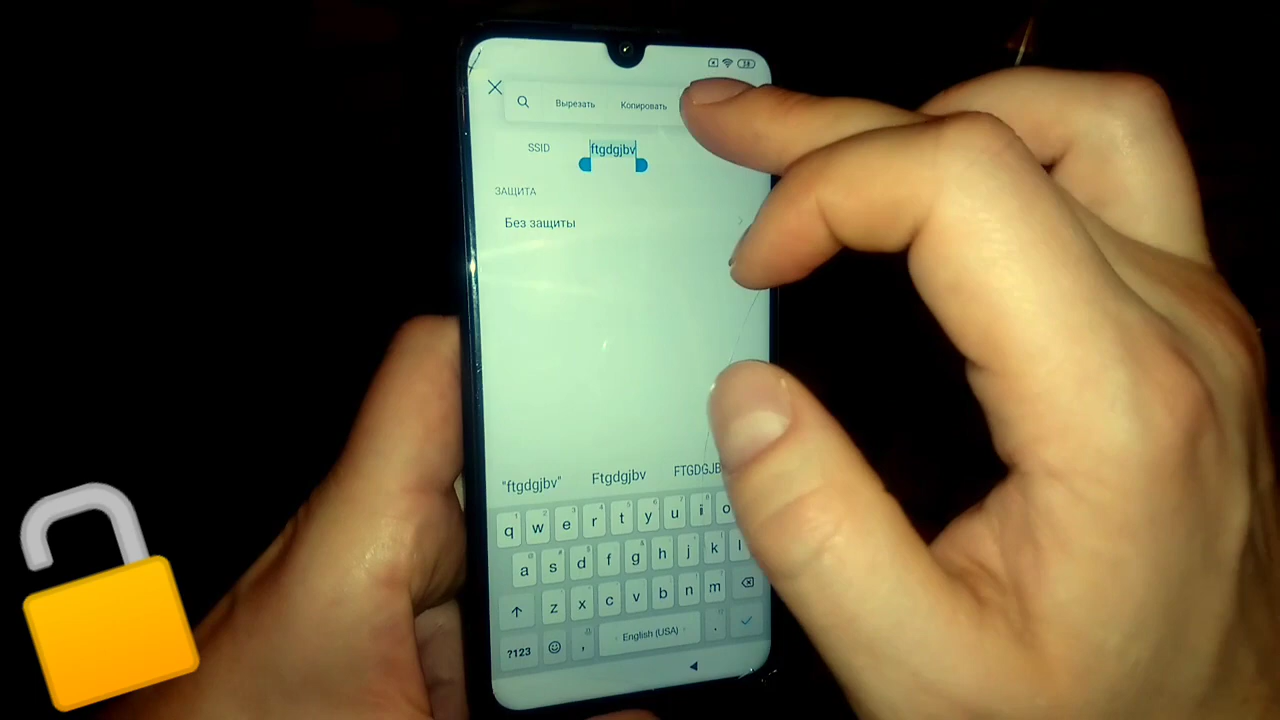 Вырезать Копировать
SSID ftgdgjbv
ЗАЩИТА
Без защиты
"ftgdgjbv" Ftgdgjbv FTGDGJB
q w e r t y u i o
a s d f g h j k l
z x c v b n m
?123 , English (USA) .